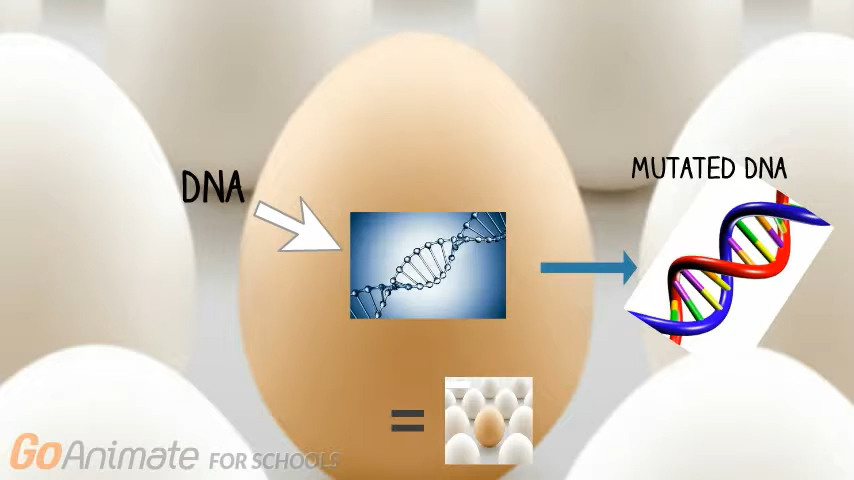 DNA
MUTATED DNA
=
GoAnimate FOR SCHOOLS